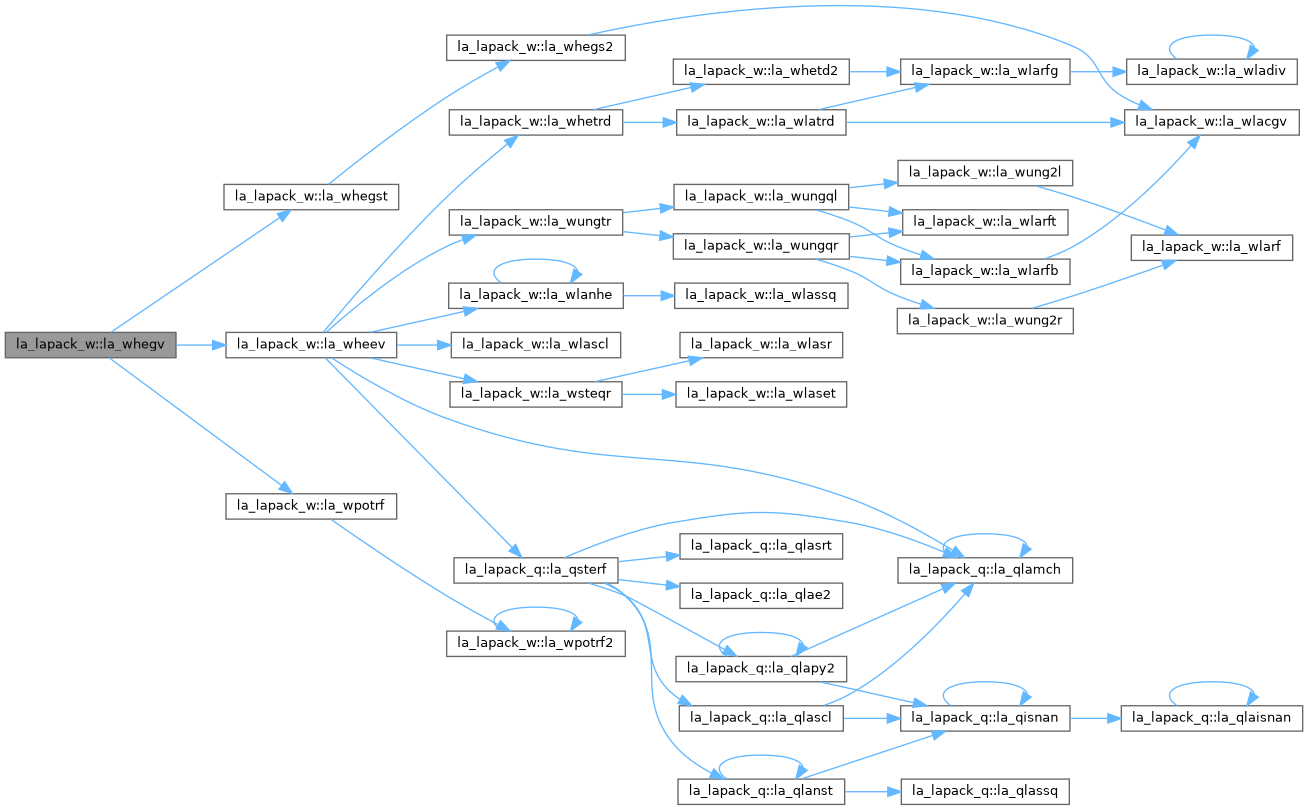 la_lapack_w::la_whegv
la_lapack_w::la_whegst
la_lapack_w::la_wheev
la_lapack_w::la_wpotrf
la_lapack_w::la_whegs2
la_lapack_w::la_whetrd
la_lapack_w::la_wungtr
la_lapack_w::la_wlanhe
la_lapack_w::la_wlascl
la_lapack_w::la_wsteqr
la_lapack_q::la_qsterf
la_lapack_w::la_wpotrf2
la_lapack_w::la_whetd2
la_lapack_w::la_wlatrd
la_lapack_w::la_wungql
la_lapack_w::la_wungqr
la_lapack_w::la_wlassq
la_lapack_w::la_wlasr
la_lapack_w::la_wlaset
la_lapack_q::la_qlasrt
la_lapack_q::la_qlae2
la_lapack_q::la_qlapy2
la_lapack_q::la_qlascl
la_lapack_q::la_qlanst
la_lapack_w::la_wlarfg
la_lapack_w::la_wung2l
la_lapack_w::la_wlarft
la_lapack_w::la_wlarfb
la_lapack_w::la_wung2r
la_lapack_q::la_qlamch
la_lapack_q::la_qisnan
la_lapack_q::la_qlassq
la_lapack_w::la_wladiv
la_lapack_w::la_wlacgv
la_lapack_w::la_wlarf
la_lapack_q::la_qlaisnan